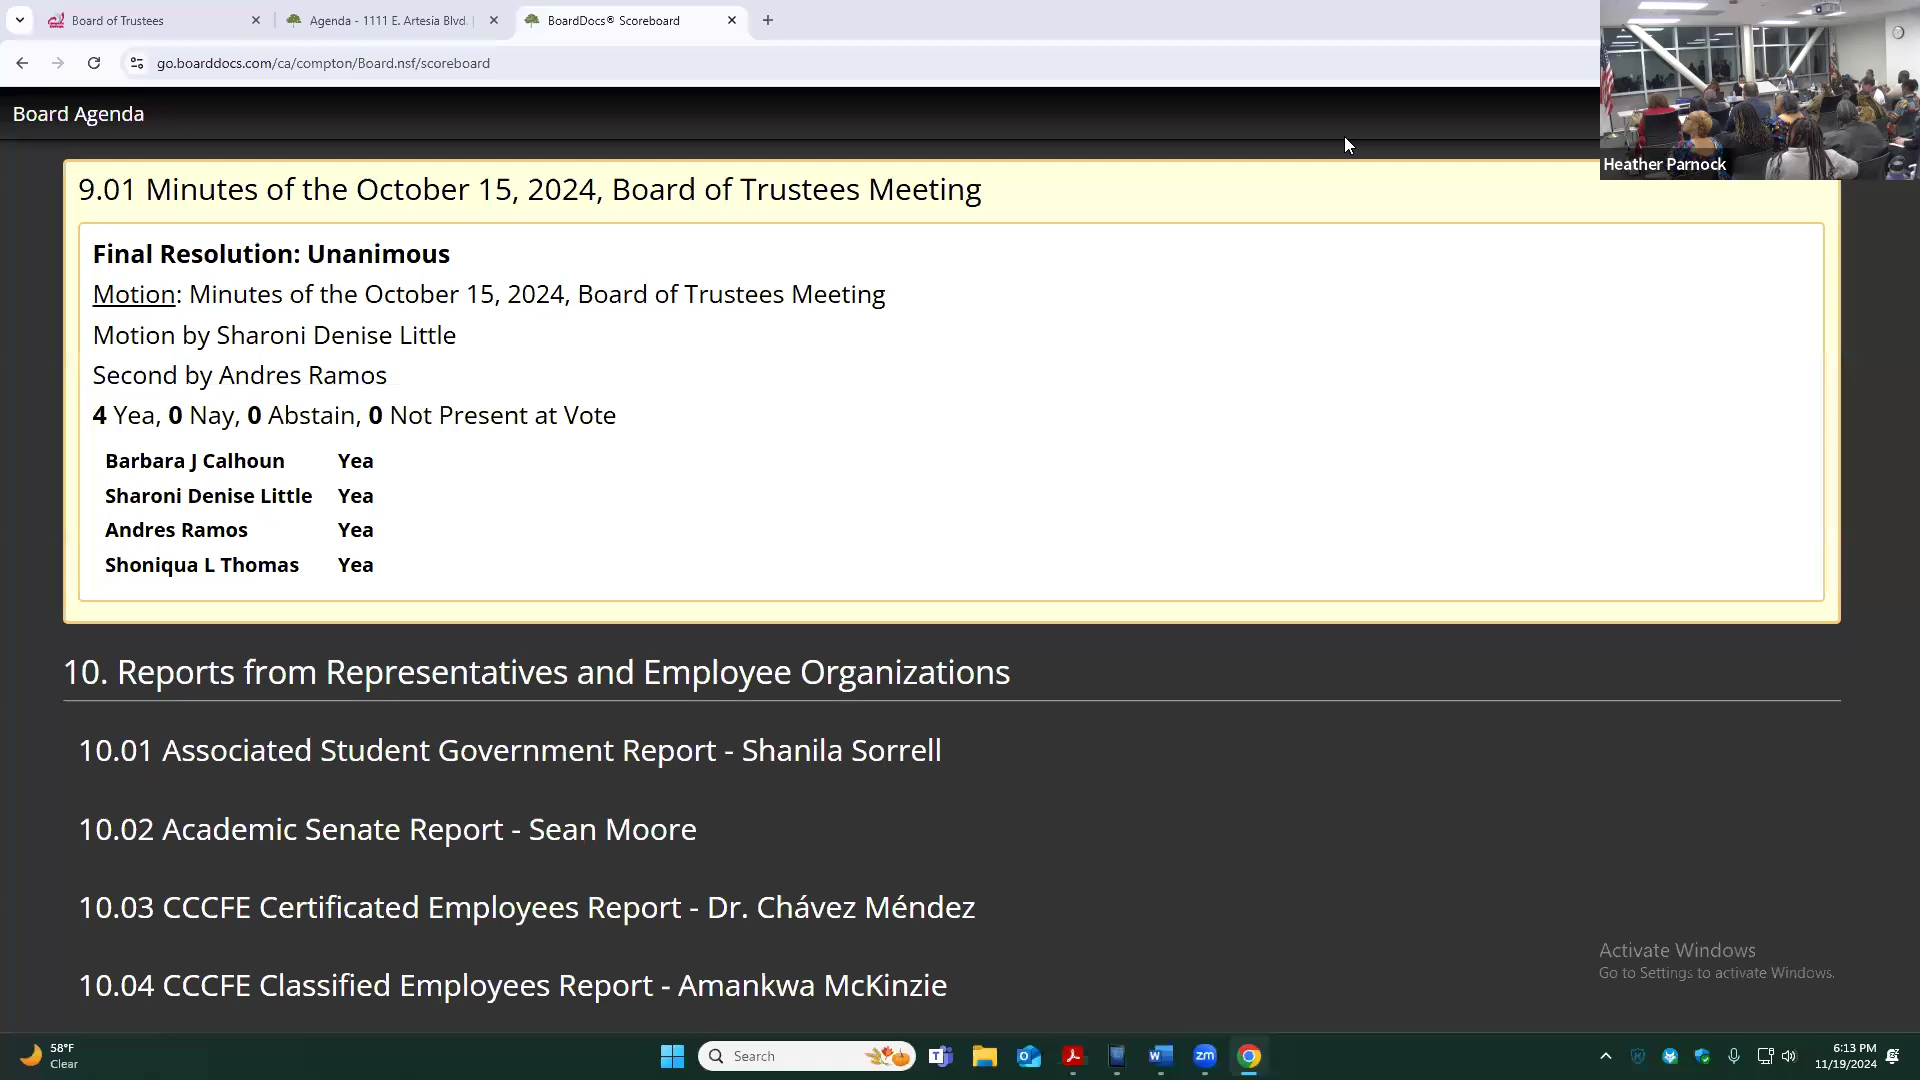 Board of Trustees
Agenda - 1111 E. Artesia Blvd.
BoardDocs® Scoreboard
go.boarddocs.com/ca/compton/Board.nsf/scoreboard
Board Agenda
Heather Parnock
9.01 Minutes of the October 15, 2024, Board of Trustees Meeting
Final Resolution: Unanimous
Motion: Minutes of the October 15, 2024, Board of Trustees Meeting
Motion by Sharoni Denise Little
Second by Andres Ramos
4 Yea, 0 Nay, 0 Abstain, 0 Not Present at Vote
Barbara J Calhoun Yea
Sharoni Denise Little Yea
Andres Ramos Yea
Shoniqua L Thomas Yea
10. Reports from Representatives and Employee Organizations
10.01 Associated Student Government Report - Shanila Sorrell
10.02 Academic Senate Report - Sean Moore
10.03 CCCFE Certificated Employees Report - Dr. Chávez Méndez
10.04 CCCFE Classified Employees Report - Amankwa McKinzie
Activate Windows
Go to Settings to activate Windows.
58°F
Clear
Search
zm
6:13 PM
11/19/2024